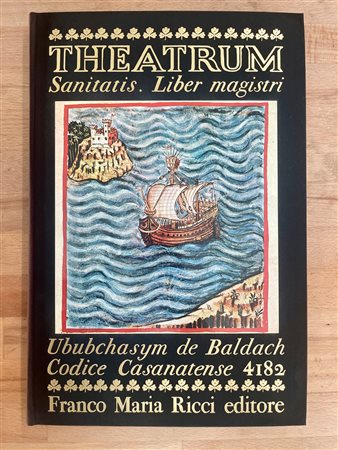 THEATRUM
Sanitatis. Liber magistri
Ububchasym de Baldach
Codice Casanatense 4182
Franco Maria Ricci editore